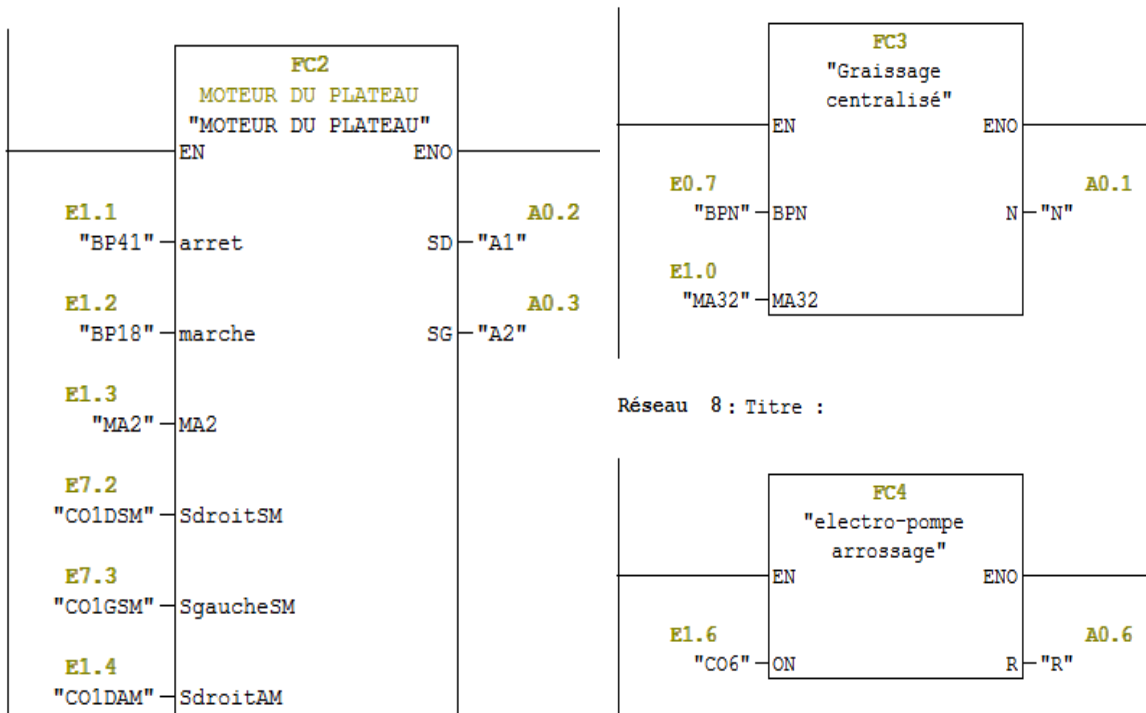 FC2
MOTEUR DU PLATEAU
"MOTEUR DU PLATEAU"
EN ENO
E1.1 A0.2
"BP41" arret SD "A1"
E1.2 A0.3
"BP18" marche SG "A2"
E1.3
"MA2" MA2
E7.2
"CO1DSM" SdroitSM
E7.3
"CO1GSM" SgaucheSM
E1.4
"CO1DAM" SdroitAM
FC3
"Graissage
centralisé"
EN ENO
E0.7 A0.1
"BPN" BPN N "N"
E1.0
"MA32" MA32
Réseau 8 : Titre :
FC4
"electro-pompe
arrossage"
EN ENO
E1.6 A0.6
"CO6" ON R "R"